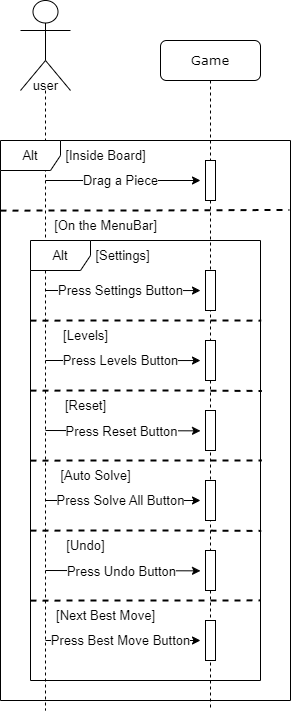 user
Game
Alt
[Inside Board]
Drag a Piece
[On the MenuBar]
Alt
[Settings]
Press Settings Button
[Levels]
Press Levels Button
[Reset]
Press Reset Button
[Auto Solve]
Press Solve All Button
[Undo]
Press Undo Button
[Next Best Move]
Press Best Move Button